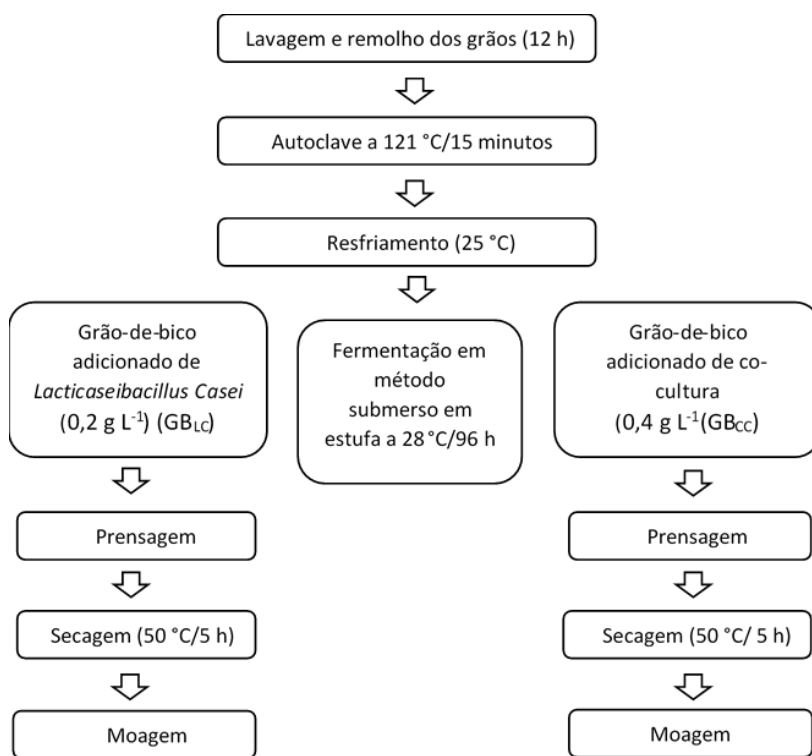 Lavagem e remolho dos grãos (12 h)
Autoclave a 121 °C/15 minutos
Resfriamento (25 °C)
Grão-de-bico
adicionado de
Lacticaseibacillus Casei
(0,2 g L⁻¹) (GBLC)
Fermentação em
método
submerso em
estufa a 28 °C/96 h
Grão-de-bico
adicionado de co-
cultura
(0,4 g L⁻¹(GBCC)
Prensagem
Prensagem
Secagem (50 °C/5 h)
Secagem (50 °C/ 5 h)
Moagem
Moagem